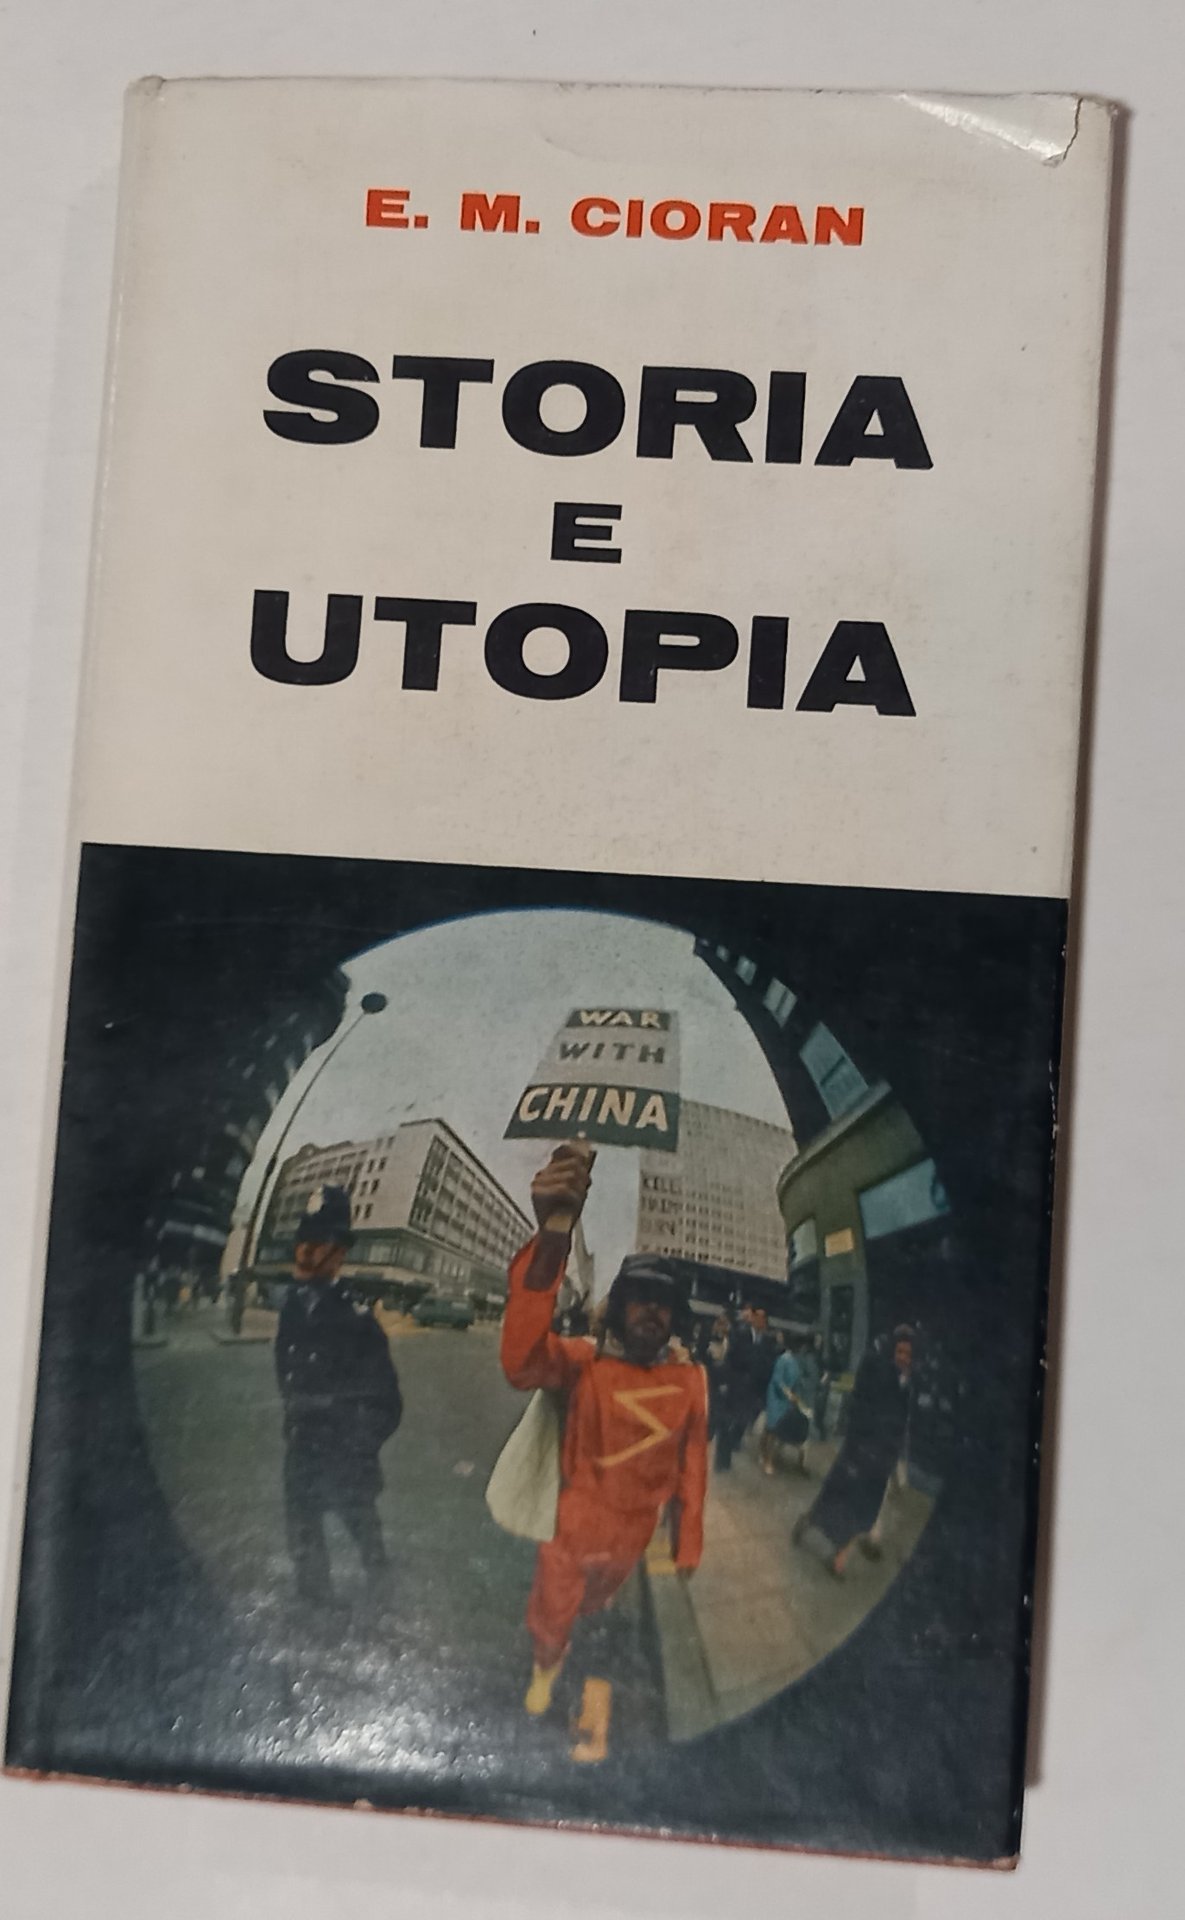 E. M. CIORAN
STORIA
E
UTOPIA
WAR
WITH
CHINA